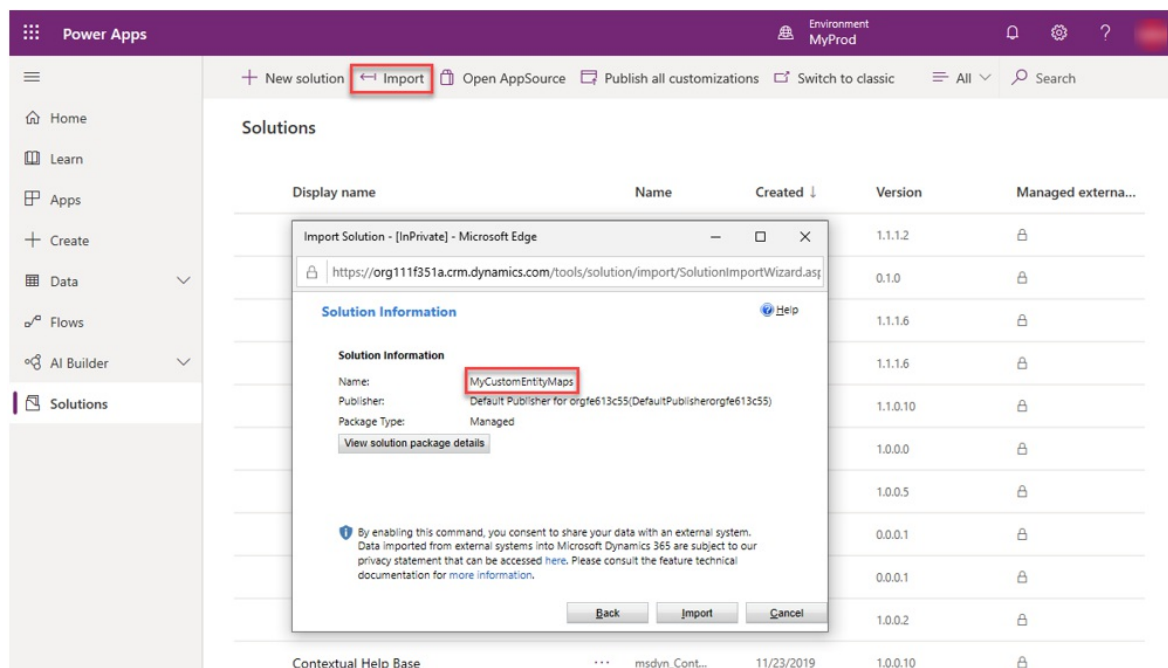 Power Apps
Environment
MyProd
?
New solution
Import
Open AppSource
Publish all customizations
Switch to classic
All
Search
Home
Learn
Apps
Create
Data
Flows
AI Builder
Solutions
Solutions
Display name Name Created ↓ Version Managed externa...
1.1.1.2
0.1.0
1.1.1.6
1.1.1.6
1.1.0.10
1.0.0.0
1.0.0.5
0.0.0.1
0.0.0.1
1.0.0.2
Contextual Help Base ... msdyn_Cont... 11/23/2019 1.0.0.10
Import Solution - [InPrivate] - Microsoft Edge
https://org111f351a.crm.dynamics.com/tools/solution/import/SolutionImportWizard.asp
Solution Information
Help
Solution Information
Name: MyCustomEntityMaps
Publisher: Default Publisher for orgfe613c55(DefaultPublisherorgfe613c55)
Package Type: Managed
View solution package details
By enabling this command, you consent to share your data with an external system.
Data imported from external systems into Microsoft Dynamics 365 are subject to our
privacy statement that can be accessed here. Please consult the feature technical
documentation for more information.
Back Import Cancel